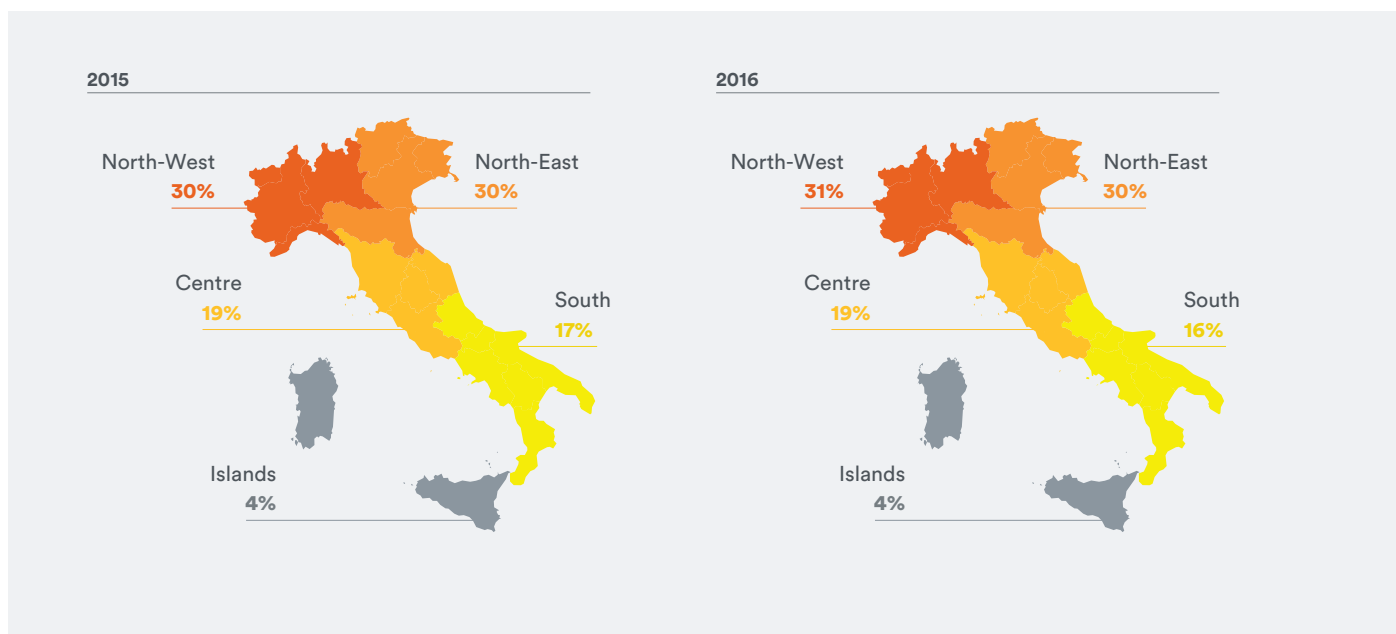 2015
North-West
30%
North-East
30%
Centre
19%
South
17%
Islands
4%
2016
North-West
31%
North-East
30%
Centre
19%
South
16%
Islands
4%